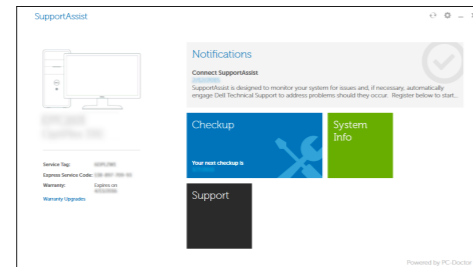 SupportAssist
Notifications
Connect SupportAssist
SupportAssist is designed to monitor your system for issues and, if necessary, automatically
engage Dell Technical Support to address problems should they occur. Register below to start...
Checkup
System
Info
Your next checkup is
Service Tag:
Express Service Code:
Warranty: Expires on
Warranty Upgrades
Support
Powered by PC-Doctor